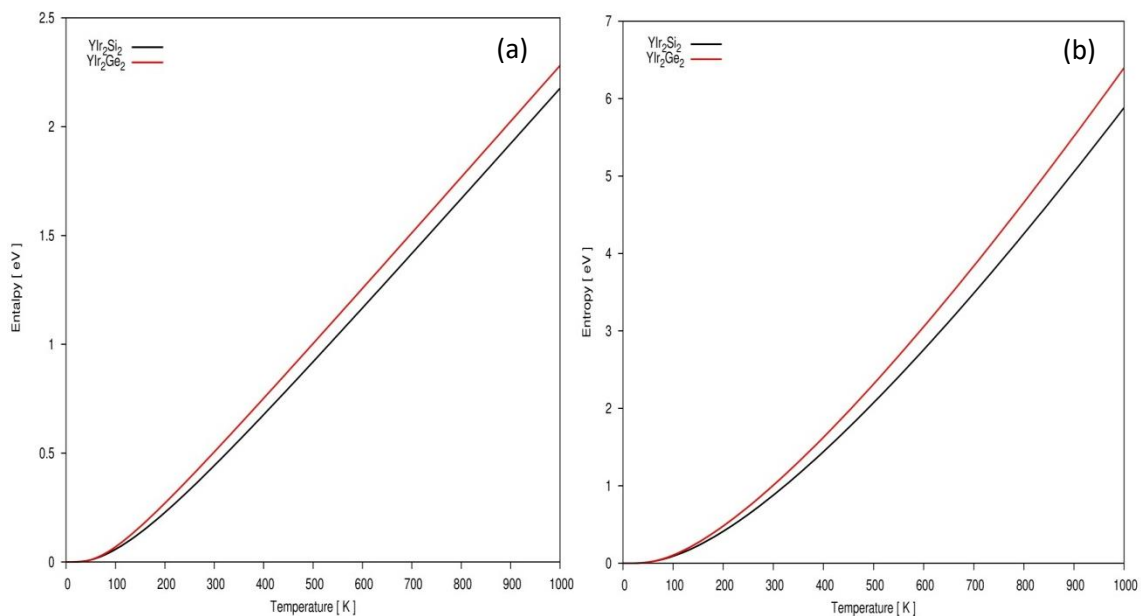 (a)
YIr₂Si₂
YIr₂Ge₂
Entalpy [ eV ]
2.5
2
1.5
1
0.5
0
0 100 200 300 400 500 600 700 800 900 1000
Temperature [ K ]
(b)
YIr₂Si₂
YIr₂Ge₂
Entropy [ eV ]
7
6
5
4
3
2
1
0
0 100 200 300 400 500 600 700 800 900 1000
Temperature [ K ]